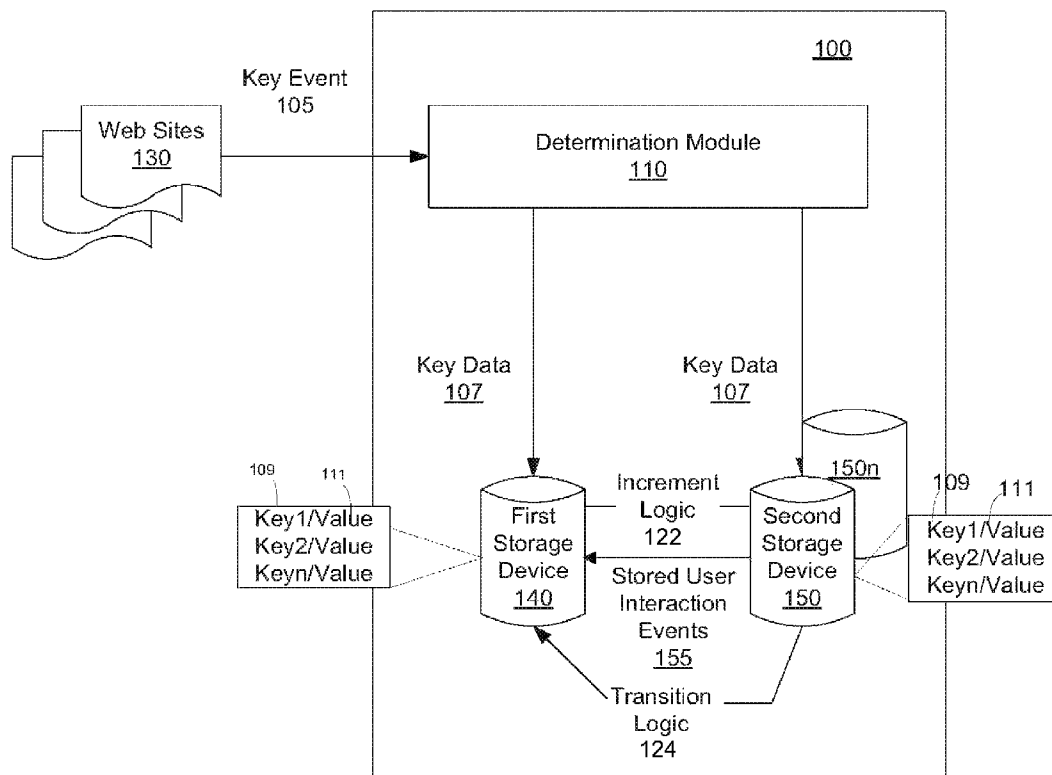 100
Key Event
105
Web Sites
130
Determination Module
110
Key Data
107
Key Data
107
150n
109
111
Key1/Value
Key2/Value
Keyn/Value
First
Storage
Device
140
Increment
Logic
122
Stored User
Interaction
Events
155
Transition
Logic
124
Second
Storage
Device
150
109
111
Key1/Value
Key2/Value
Keyn/Value